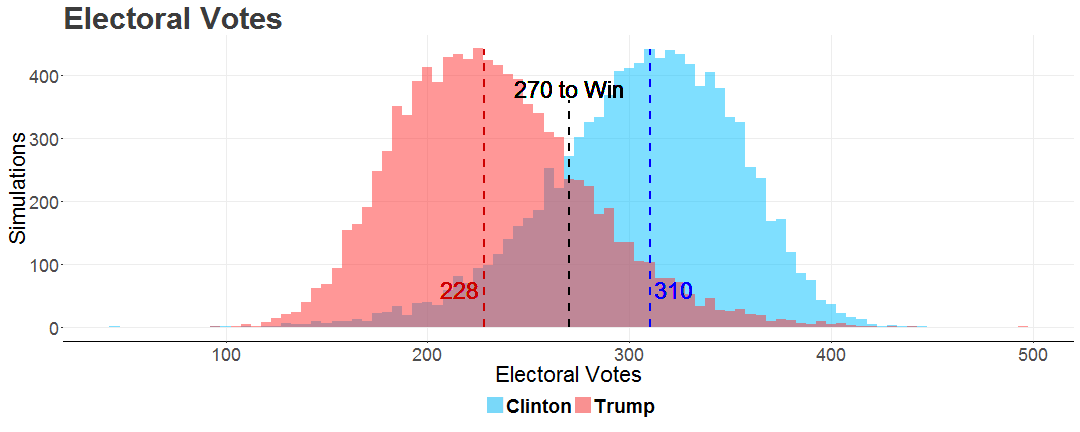 Electoral Votes
400
300
200
100
0
Simulations
270 to Win
228
310
100 200 300 400 500
Electoral Votes
Clinton Trump